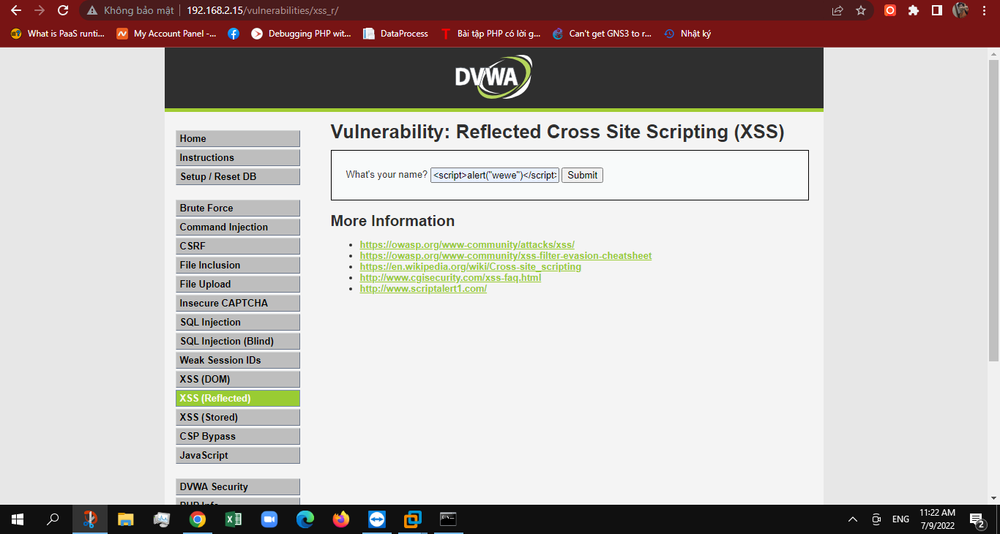 Không bảo mật 192.168.2.15/vulnerabilities/xss_r/
What is PaaS runti... My Account Panel -... Debugging PHP wit... DataProcess Bài tập PHP có lời g... Can't get GNS3 to r... Nhật ký
DVWA
Home
Instructions
Setup / Reset DB
Brute Force
Command Injection
CSRF
File Inclusion
File Upload
Insecure CAPTCHA
SQL Injection
SQL Injection (Blind)
Weak Session IDs
XSS (DOM)
XSS (Reflected)
XSS (Stored)
CSP Bypass
JavaScript
DVWA Security
PHP Info
Vulnerability: Reflected Cross Site Scripting (XSS)
What's your name? <script>alert("wewe")</script> Submit
More Information
https://owasp.org/www-community/attacks/xss/
https://owasp.org/www-community/xss-filter-evasion-cheatsheet
https://en.wikipedia.org/wiki/Cross-site_scripting
http://www.cgisecurity.com/xss-faq.html
http://www.scriptalert1.com/
ENG
11:22 AM
7/9/2022
2